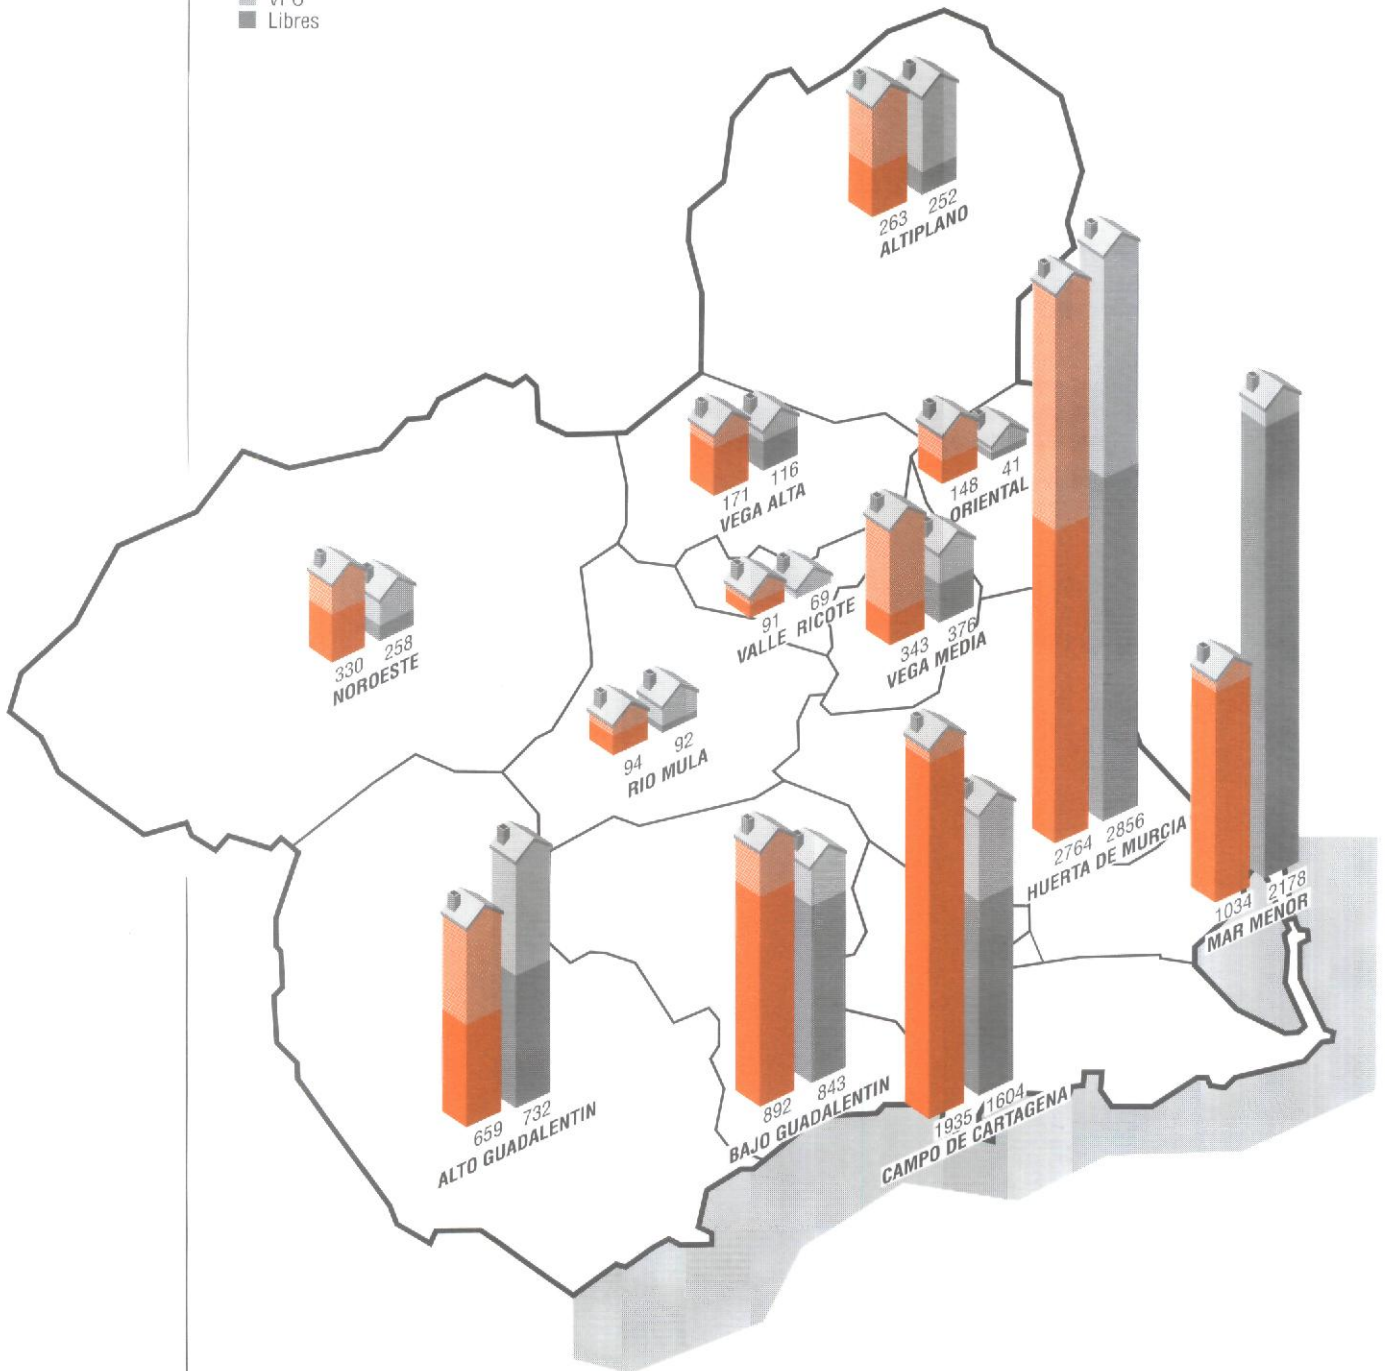 VPO
Libres
263 252
ALTIPLANO
171 116
VEGA ALTA
148 41
ORIENTAL
91 69
VALLE RICOTE
343 376
VEGA MEDIA
330 258
NOROESTE
94 92
RIO MULA
2764 2856
HUERTA DE MURCIA
1034 2178
MAR MENOR
659 732
ALTO GUADALENTIN
892 843
BAJO GUADALENTIN
1935 1604
CAMPO DE CARTAGENA